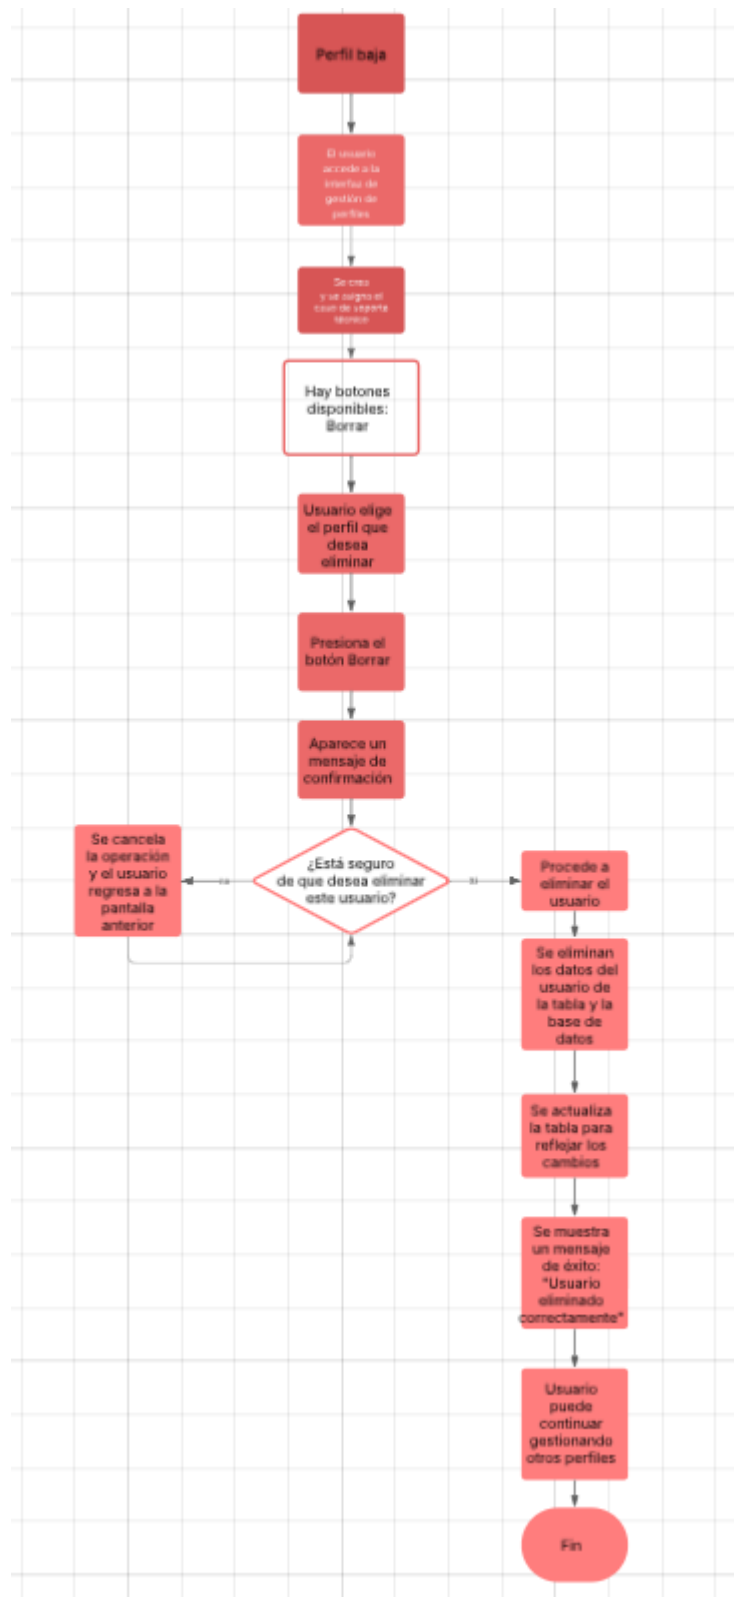 Perfil baja
El usuario
accede a la
interfaz de
gestión de
perfiles
Se crea
y se asigna el
caso de soporte
técnico
Hay botones
disponibles:
Borrar
Usuario elige
el perfil que
desea
eliminar
Presiona el
botón Borrar
Aparece un
mensaje de
confirmación
¿Está seguro
de que desea eliminar
este usuario?
Se cancela
la operación
y el usuario
regresa a la
pantalla
anterior
Procede a
eliminar el
usuario
Se eliminan
los datos del
usuario de
la tabla y la
base de
datos
Se actualiza
la tabla para
reflejar los
cambios
Se muestra
un mensaje
de éxito:
"Usuario
eliminado
correctamente"
Usuario
puede
continuar
gestionando
otros perfiles
Fin